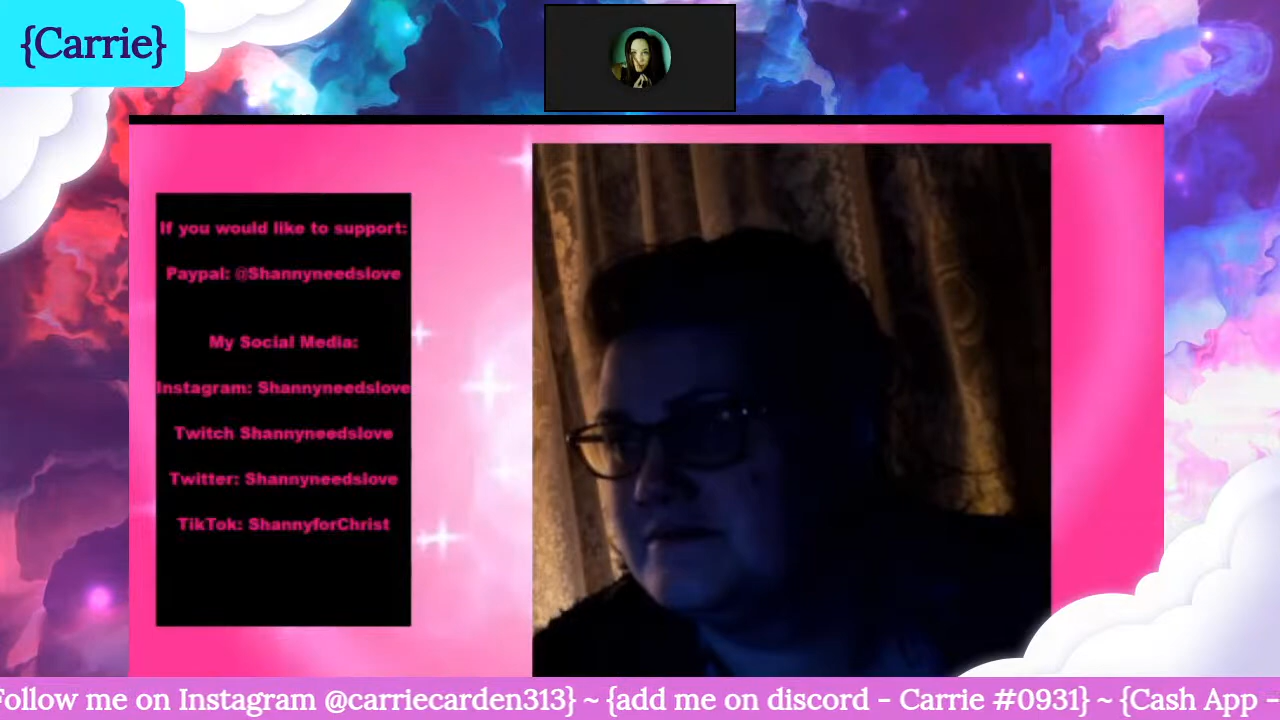 {Carrie}
If you would like to support:
Paypal: @Shannyneedslove
My Social Media:
Instagram: Shannyneedslove
Twitch Shannyneedslove
Twitter: Shannyneedslove
TikTok: ShannyforChrist
Follow me on Instagram @carriecarden313} ~ {add me on discord - Carrie #0931} ~ {Cash App -